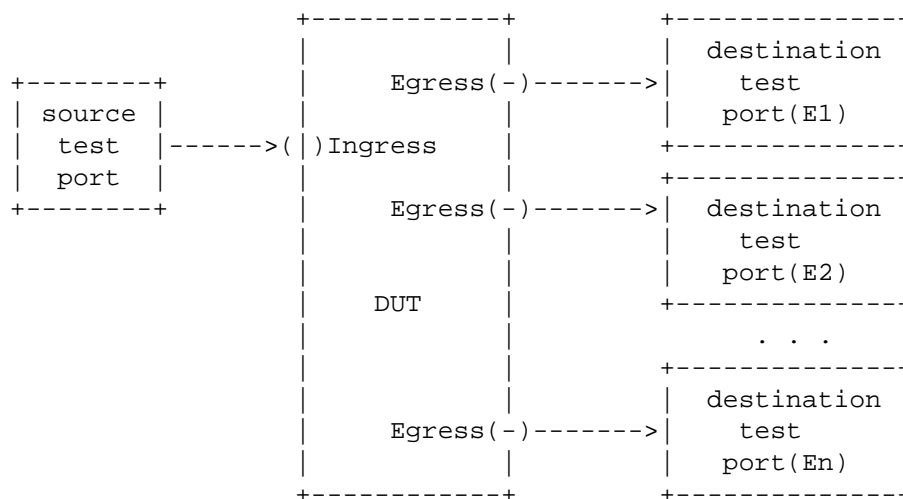 +------------+         +---------------
                      |            |         |  destination
+--------+            |     Egress(-)------->|    test
| source |            |            |         |   port(E1)
|  test  |------>(|)Ingress        |         +---------------
|  port  |            |            |         +---------------
+--------+            |     Egress(-)------->|  destination
                      |            |         |    test
                      |            |         |   port(E2)
                      |    DUT     |         +---------------
                      |            |               . . .
                      |            |         +---------------
                      |            |         |  destination
                      |     Egress(-)------->|    test
                      |            |         |   port(En)
                      +------------+         +---------------